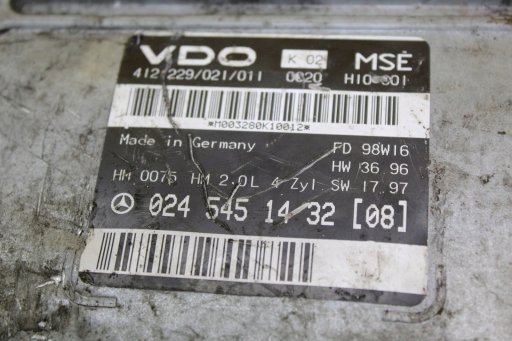 VDO K 02 MSE
412.229/021/011 0020
*M003280K10012*
Made in Germany FD 98W16
HW 36.96
HM 0075 HM 2.0L 4 Zyl SW 17.97
024 545 14 32 [08]